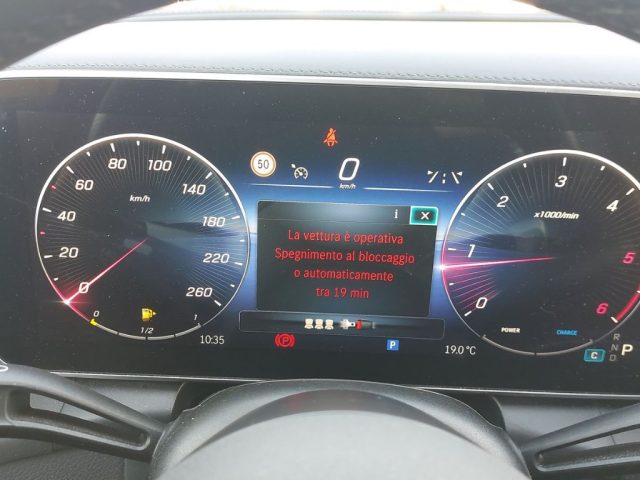 50
0
km/h
i
La vettura è operativa
Spegnimento al bloccaggio
o automaticamente
tra 19 min
0
20
40
60
80
100
120
140
180
220
260
km/h
0
1/2
1
10:35
P
19.0°C
0
1
2
3
4
5
6
x1000/min
POWER
CHARGE
C
R
N
D
P